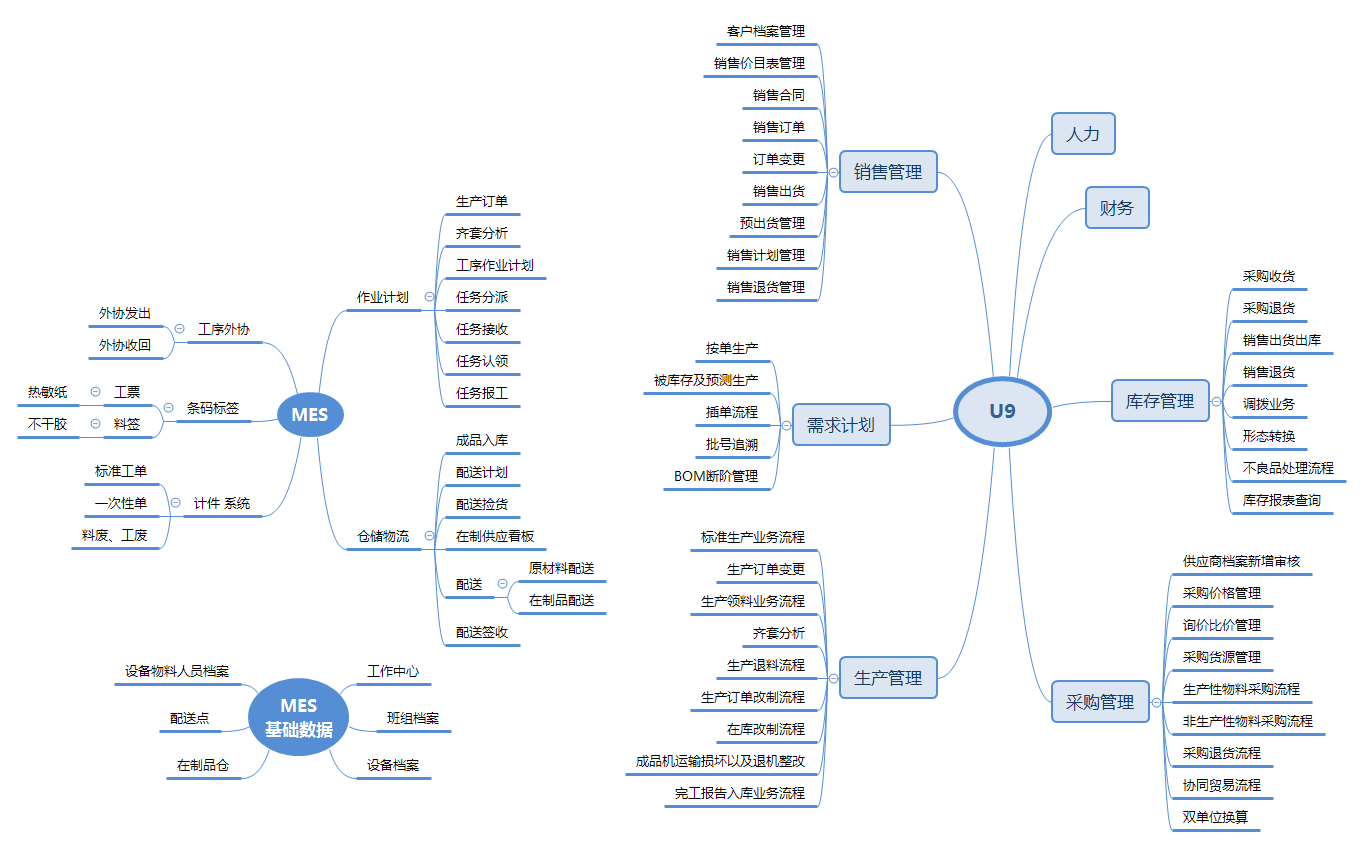 MES
作业计划
生产订单
齐套分析
工序作业计划
任务分派
任务接收
任务认领
任务报工
仓储物流
成品入库
配送计划
配送捡货
在制供应看板
配送
原材料配送
在制品配送
配送签收
工序外协
外协发出
外协收回
条码标签
工票
热敏纸
料签
不干胶
计件 系统
标准工单
一次性单
料废、工废
MES
基础数据
设备物料人员档案
配送点
在制品仓
工作中心
班组档案
设备档案
U9
销售管理
客户档案管理
销售价目表管理
销售合同
销售订单
订单变更
销售出货
预出货管理
销售计划管理
销售退货管理
需求计划
按单生产
被库存及预测生产
插单流程
批号追溯
BOM断阶管理
生产管理
标准生产业务流程
生产订单变更
生产领料业务流程
齐套分析
生产退料流程
生产订单改制流程
在库改制流程
成品机运输损坏以及退机整改
完工报告入库业务流程
人力
财务
库存管理
采购收货
采购退货
销售出货出库
销售退货
调拨业务
形态转换
不良品处理流程
库存报表查询
采购管理
供应商档案新增审核
采购价格管理
询价比价管理
采购货源管理
生产性物料采购流程
非生产性物料采购流程
采购退货流程
协同贸易流程
双单位换算